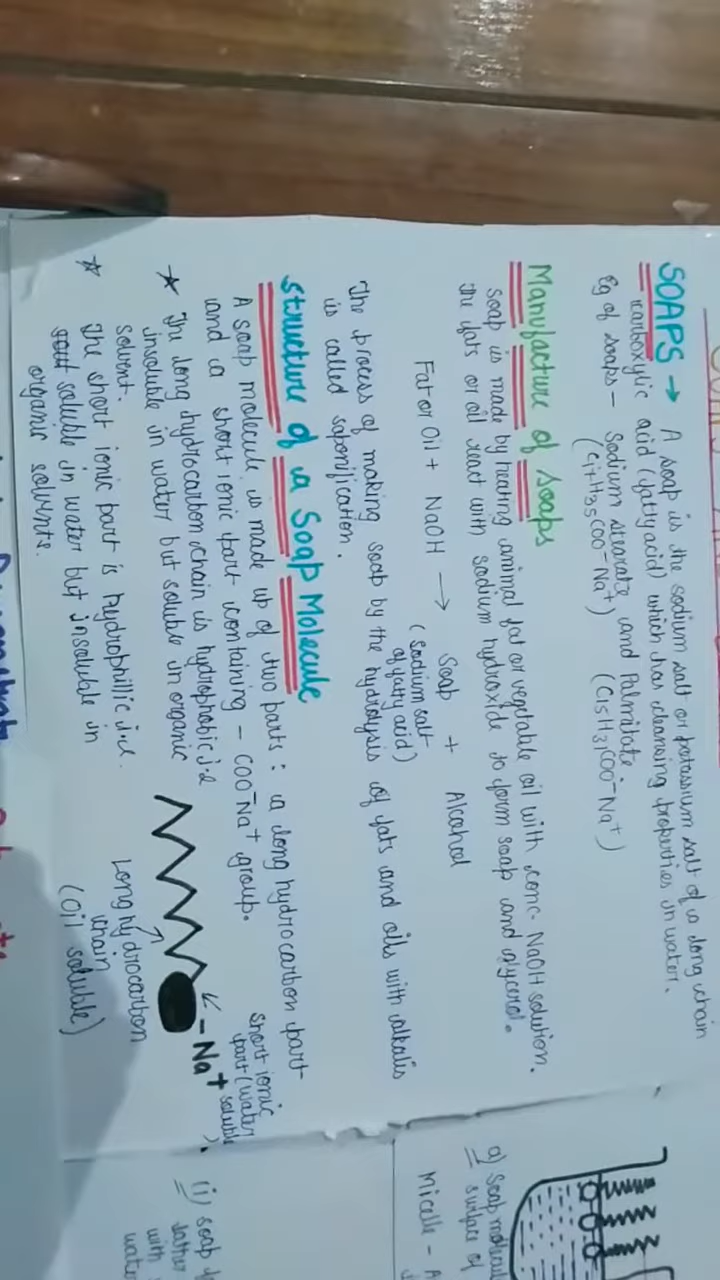 SOAPS → A soap is the sodium salt or potassium salt of a long chain
carboxylic acid (fatty acid) which has cleansing properties in water.
Eg of soaps - Sodium stearate and Palmitate.
(C17H35COO⁻Na⁺) (C15H31COO⁻Na⁺)
Manufacture of soaps
soap is made by heating animal fat or vegetable oil with conc. NaOH solution.
The fats or oil react with sodium hydroxide to form soap and glycerol.
Fat or Oil + NaOH → Soap + Alcohol
(sodium salt
of fatty acid)
The process of making soap by the hydrolysis of fats and oils with alkalis
is called saponification.
Structure of a Soap Molecule
A soap molecule is made up of two parts: a long hydrocarbon part
and a short ionic part containing - COO⁻Na⁺ group.
★ The long hydrocarbon chain is hydrophobic i.e
insoluble in water but soluble in organic
solvent.
★ The short ionic part is hydrophillic i.e.
soluble in water but insoluble in
organic solvents.
short ionic
part (water
soluble).
-Na⁺
Long hydrocarbon
chain
(Oil soluble)
a) Soap molecul
surface of
Micelle - A
(i) soap
lather
with
wate